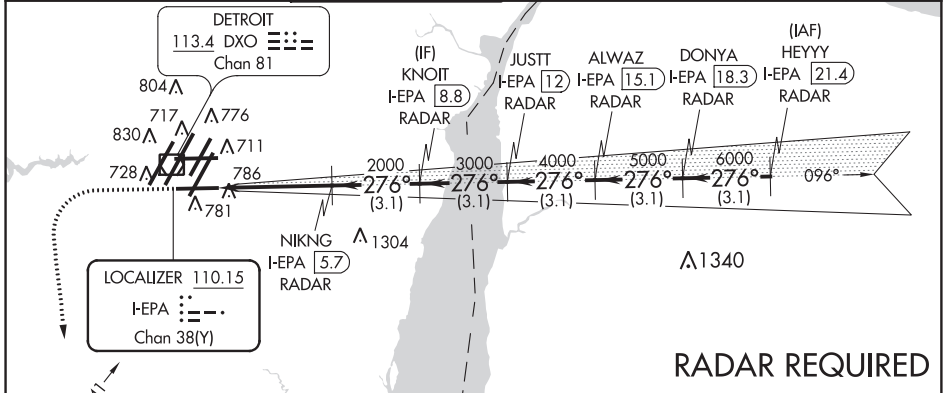 DETROIT
113.4 DXO
Chan 81
804
717
776
830
711
728
786
781
(IF)
KNOIT
I-EPA 8.8
RADAR
JUSTT
I-EPA 12
RADAR
ALWAZ
I-EPA 15.1
RADAR
DONYA
I-EPA 18.3
RADAR
(IAF)
HEYYY
I-EPA 21.4
RADAR
2000 3000 4000 5000 6000
276° 276° 276° 276° 276° 096°
(3.1) (3.1) (3.1) (3.1) (3.1)
NIKNG
I-EPA 5.7
RADAR
1304
1340
LOCALIZER 110.15
I-EPA
Chan 38(Y)
RADAR REQUIRED